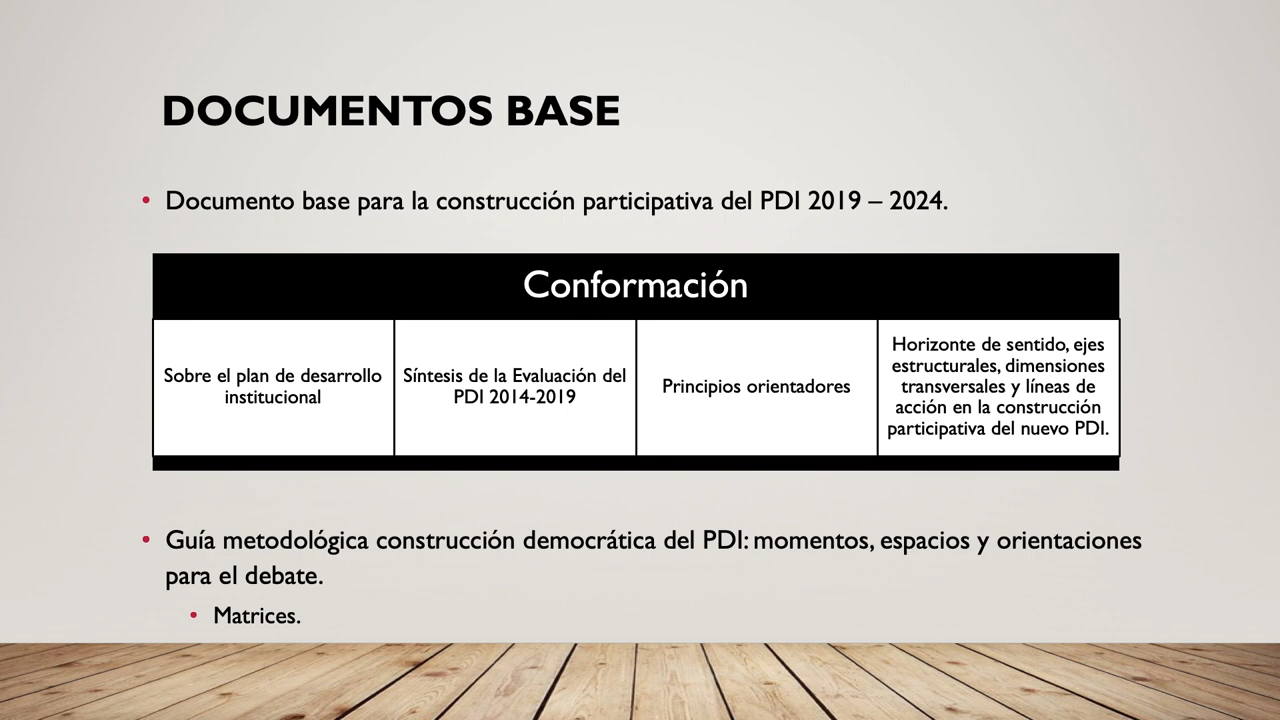 DOCUMENTOS BASE
• Documento base para la construcción participativa del PDI 2019 – 2024.
Conformación
Sobre el plan de desarrollo
institucional
Síntesis de la Evaluación del
PDI 2014-2019
Principios orientadores
Horizonte de sentido, ejes
estructurales, dimensiones
transversales y líneas de
acción en la construcción
participativa del nuevo PDI.
• Guía metodológica construcción democrática del PDI: momentos, espacios y orientaciones
para el debate.
• Matrices.